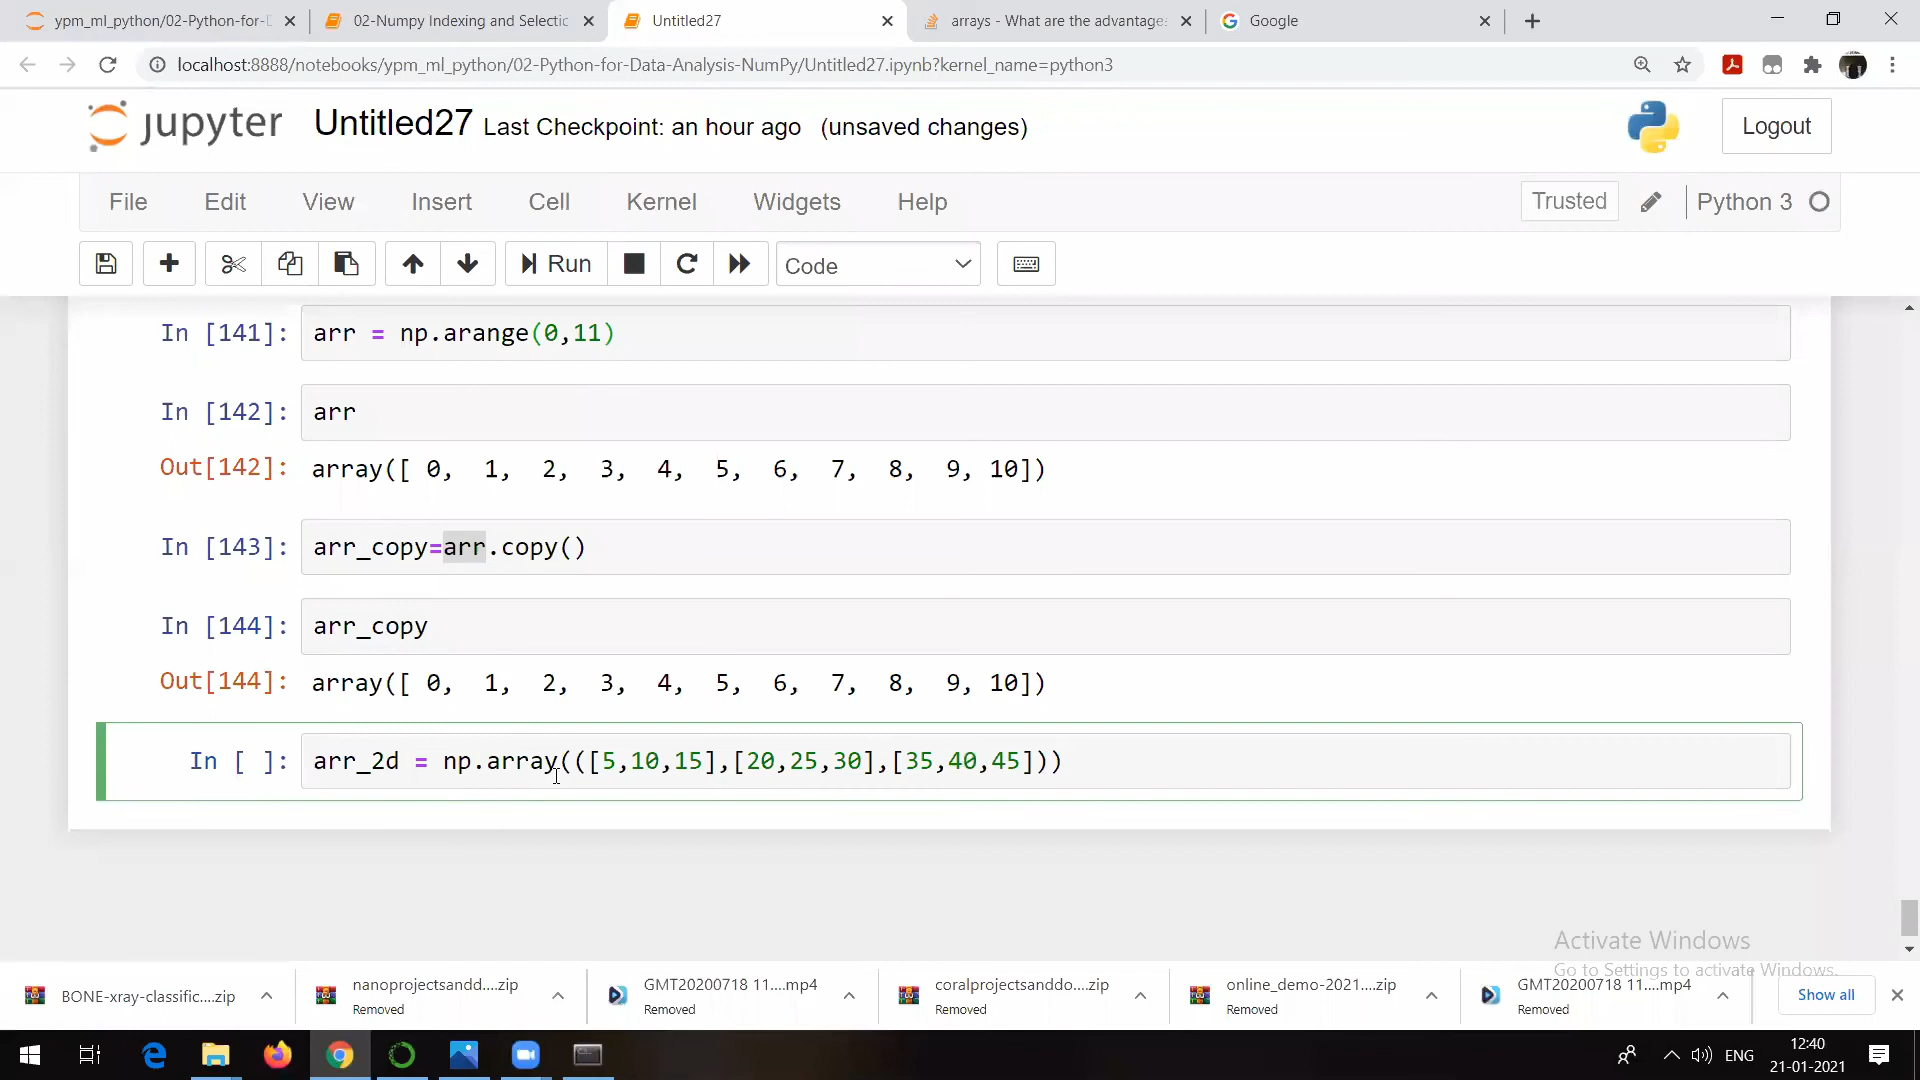 ypm_ml_python/02-Python-for-D
02-Numpy Indexing and Selectic
Untitled27
arrays - What are the advantage
Google
localhost:8888/notebooks/ypm_ml_python/02-Python-for-Data-Analysis-NumPy/Untitled27.ipynb?kernel_name=python3
jupyter Untitled27 Last Checkpoint: an hour ago (unsaved changes)
Logout
File Edit View Insert Cell Kernel Widgets Help
Trusted
Python 3
Run
Code
In [141]: arr = np.arange(0,11)
In [142]: arr
Out[142]: array([ 0, 1, 2, 3, 4, 5, 6, 7, 8, 9, 10])
In [143]: arr_copy=arr.copy()
In [144]: arr_copy
Out[144]: array([ 0, 1, 2, 3, 4, 5, 6, 7, 8, 9, 10])
In [ ]: arr_2d = np.array(([5,10,15],[20,25,30],[35,40,45]))
Activate Windows
Go to Settings to activate Windows.
BONE-xray-classific....zip
nanoprojectsandd....zip
Removed
GMT20200718 11....mp4
Removed
coralprojectsanddo....zip
Removed
online_demo-2021....zip
Removed
GMT20200718 11....mp4
Removed
Show all
ENG
12:40
21-01-2021